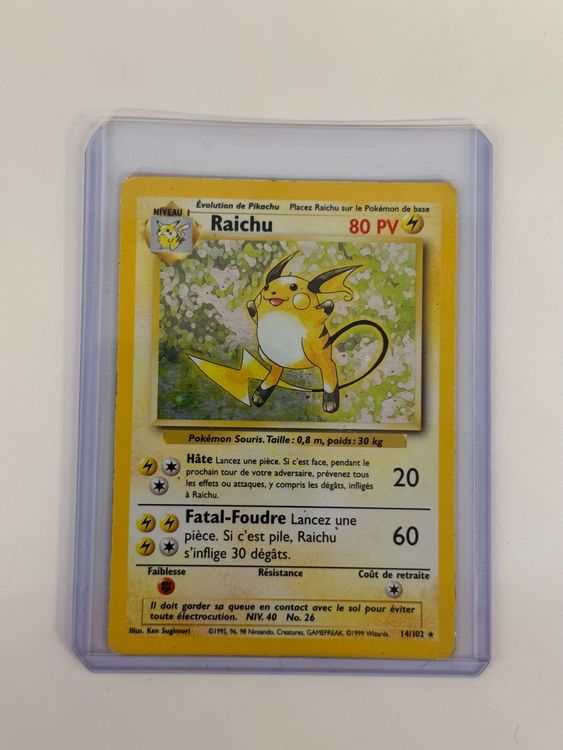 NIVEAU 1
Évolution de Pikachu
Placez Raichu sur le Pokémon de base
Raichu
80 PV
Pokémon Souris. Taille : 0,8 m, poids : 30 kg
Hâte Lancez une pièce. Si c'est face, pendant le
prochain tour de votre adversaire, prévenez tous
les effets ou attaques, y compris les dégâts, infligés
à Raichu.
20
Fatal-Foudre Lancez une
pièce. Si c'est pile, Raichu
s'inflige 30 dégâts.
60
Faiblesse
Résistance
Coût de retraite
Il doit garder sa queue en contact avec le sol pour éviter
toute électrocution. NIV. 40 No. 26
Illus. Ken Sugimori
©1995, 96, 98 Nintendo, Creatures, GAMEFREAK. ©1999 Wizards.
14/102 ★